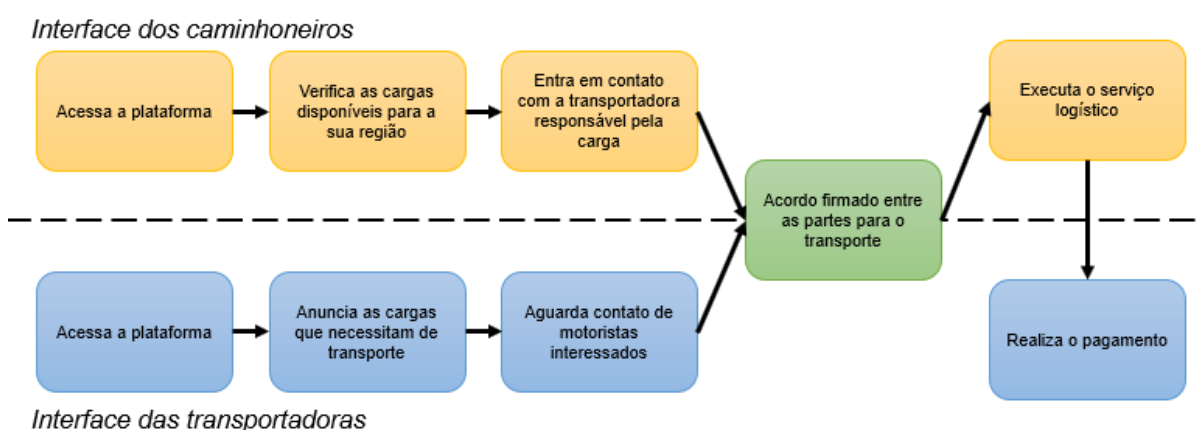 Interface dos caminhoneiros
Acessa a plataforma
Verifica as cargas
disponíveis para a
sua região
Entra em contato
com a transportadora
responsável pela
carga
Executa o serviço
logístico
Acordo firmado entre
as partes para o
transporte
Acessa a plataforma
Anuncia as cargas
que necessitam de
transporte
Aguarda contato de
motoristas
interessados
Realiza o pagamento
Interface das transportadoras